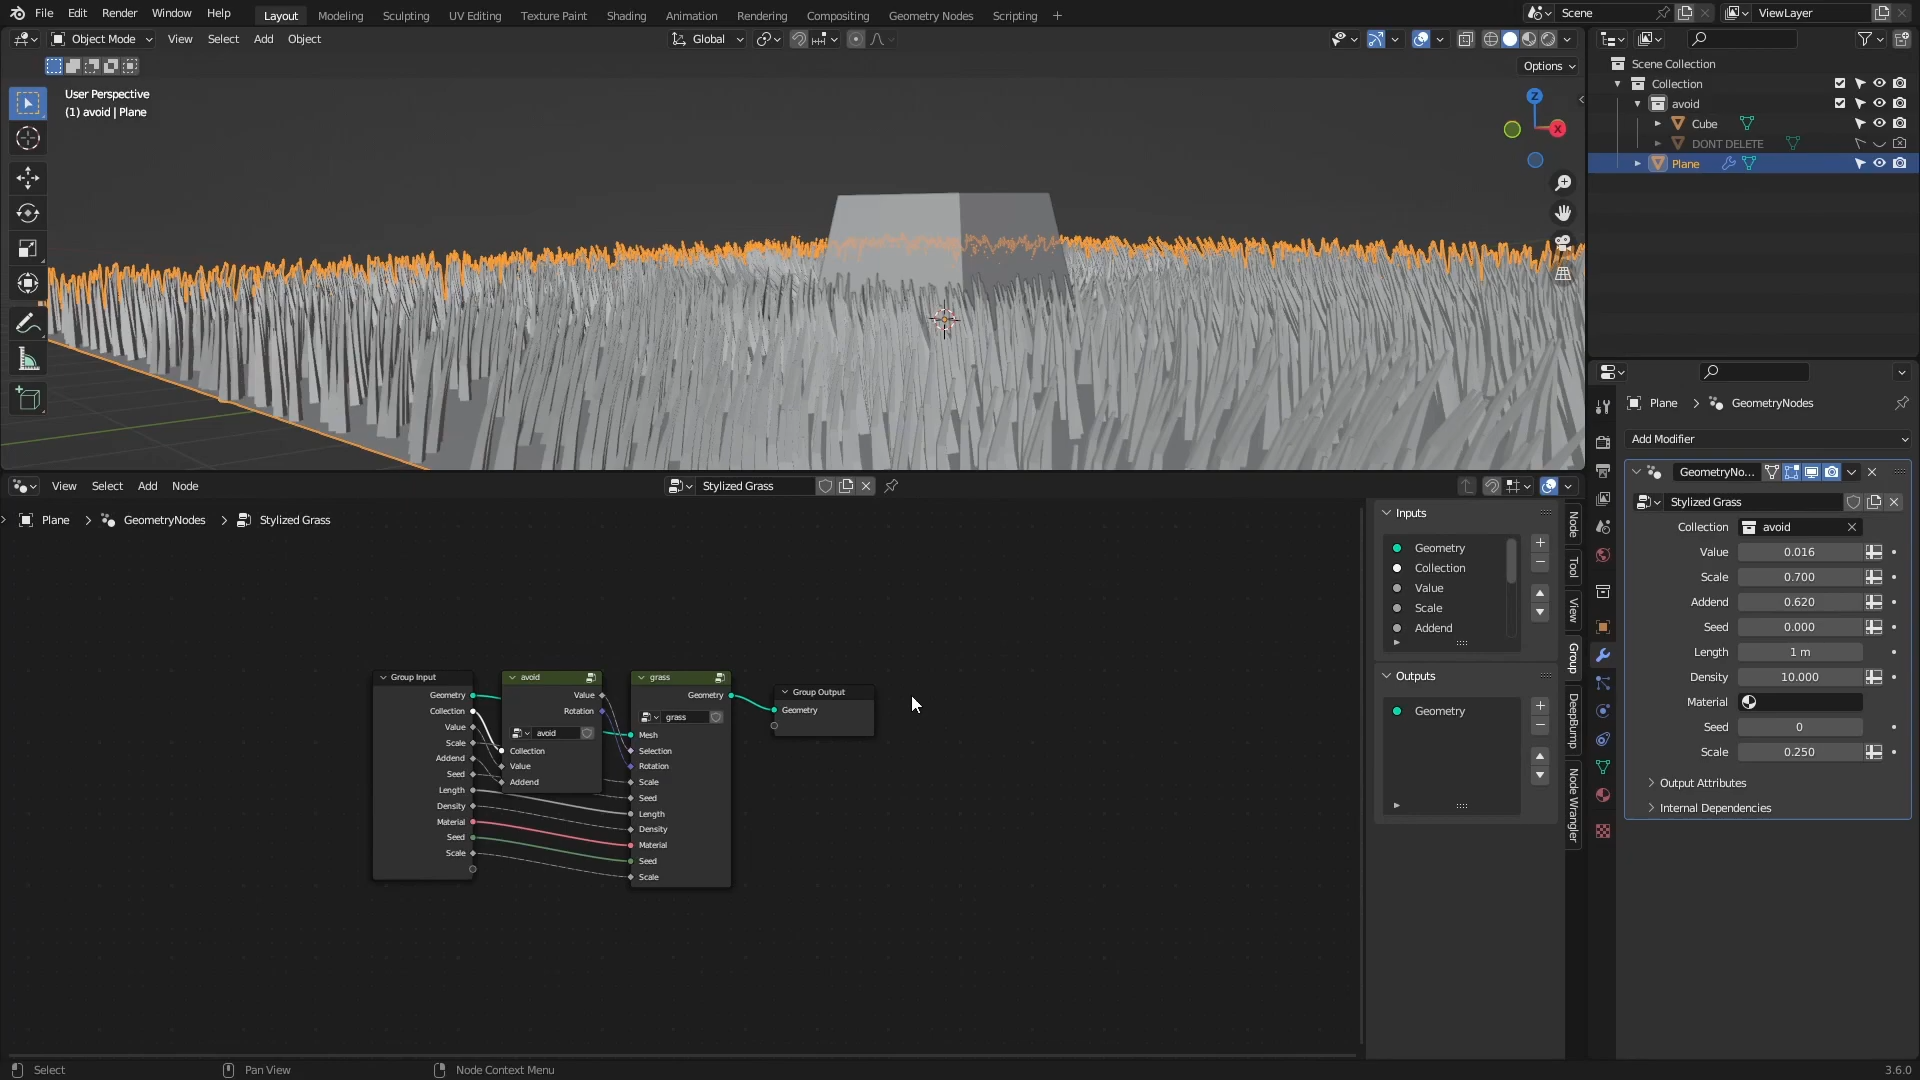 File Edit Render Window Help Layout Modeling Sculpting UV Editing Texture Paint Shading Animation Rendering Compositing Geometry Nodes Scripting + Scene ViewLayer
Object Mode View Select Add Object Global
Options
User Perspective
(1) avoid | Plane
Z
X
Scene Collection
Collection
avoid
Cube
DONT DELETE
Plane
View Select Add Node Stylized Grass
Plane > GeometryNodes > Stylized Grass
Group Input
Geometry
Collection
Value
Scale
Addend
Seed
Length
Density
Material
Seed
Scale
avoid
Value
Rotation
avoid
Collection
Value
Addend
grass
Geometry
grass
Mesh
Selection
Rotation
Scale
Seed
Length
Density
Material
Seed
Scale
Group Output
Geometry
Inputs
Geometry
Collection
Value
Scale
Addend
Outputs
Geometry
Node
Tool
View
Group
DeepBump
Node Wrangler
Plane > GeometryNodes
Add Modifier
GeometryNo...
Stylized Grass
Collection avoid
Value 0.016
Scale 0.700
Addend 0.620
Seed 0.000
Length 1 m
Density 10.000
Material
Seed 0
Scale 0.250
Output Attributes
Internal Dependencies
Select Pan View Node Context Menu 3.6.0